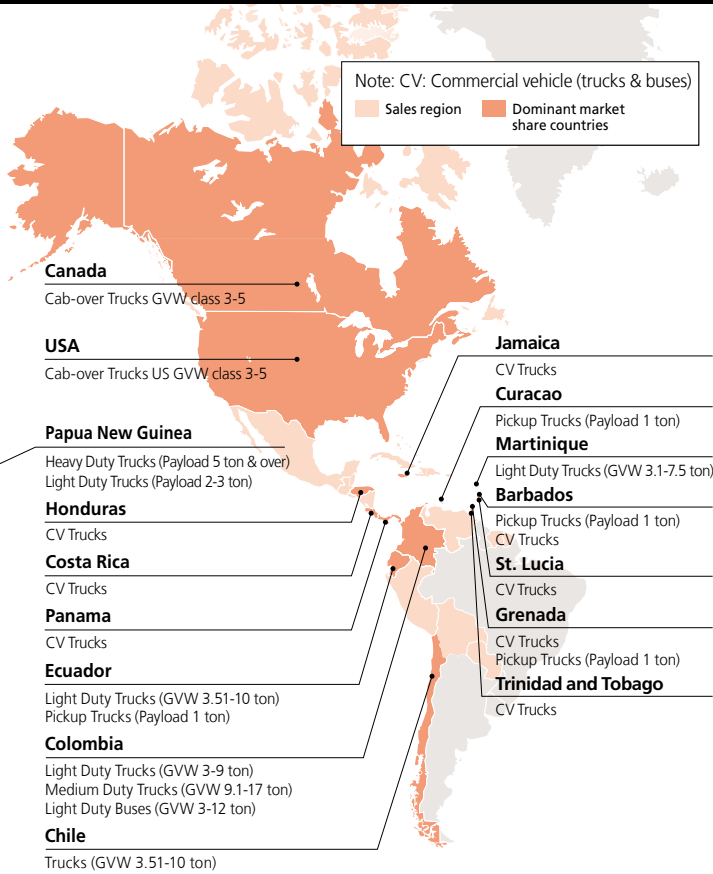 Note: CV: Commercial vehicle (trucks & buses)
Sales region
Dominant market
share countries
Canada
Cab-over Trucks GVW class 3-5
USA
Cab-over Trucks US GVW class 3-5
Papua New Guinea
Heavy Duty Trucks (Payload 5 ton & over)
Light Duty Trucks (Payload 2-3 ton)
Honduras
CV Trucks
Costa Rica
CV Trucks
Panama
CV Trucks
Ecuador
Light Duty Trucks (GVW 3.51-10 ton)
Pickup Trucks (Payload 1 ton)
Colombia
Light Duty Trucks (GVW 3-9 ton)
Medium Duty Trucks (GVW 9.1-17 ton)
Light Duty Buses (GVW 3-12 ton)
Chile
Trucks (GVW 3.51-10 ton)
Jamaica
CV Trucks
Curacao
Pickup Trucks (Payload 1 ton)
Martinique
Light Duty Trucks (GVW 3.1-7.5 ton)
Barbados
Pickup Trucks (Payload 1 ton)
CV Trucks
St. Lucia
CV Trucks
Grenada
CV Trucks
Pickup Trucks (Payload 1 ton)
Trinidad and Tobago
CV Trucks